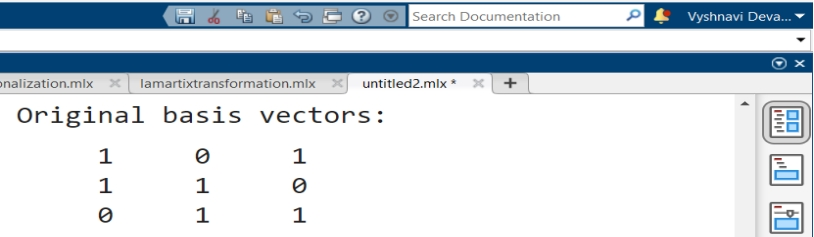 Search Documentation Vyshnavi Deva...
onalization.mlx lamartixtransformation.mlx untitled2.mlx *
Original basis vectors:
1 0 1
1 1 0
0 1 1